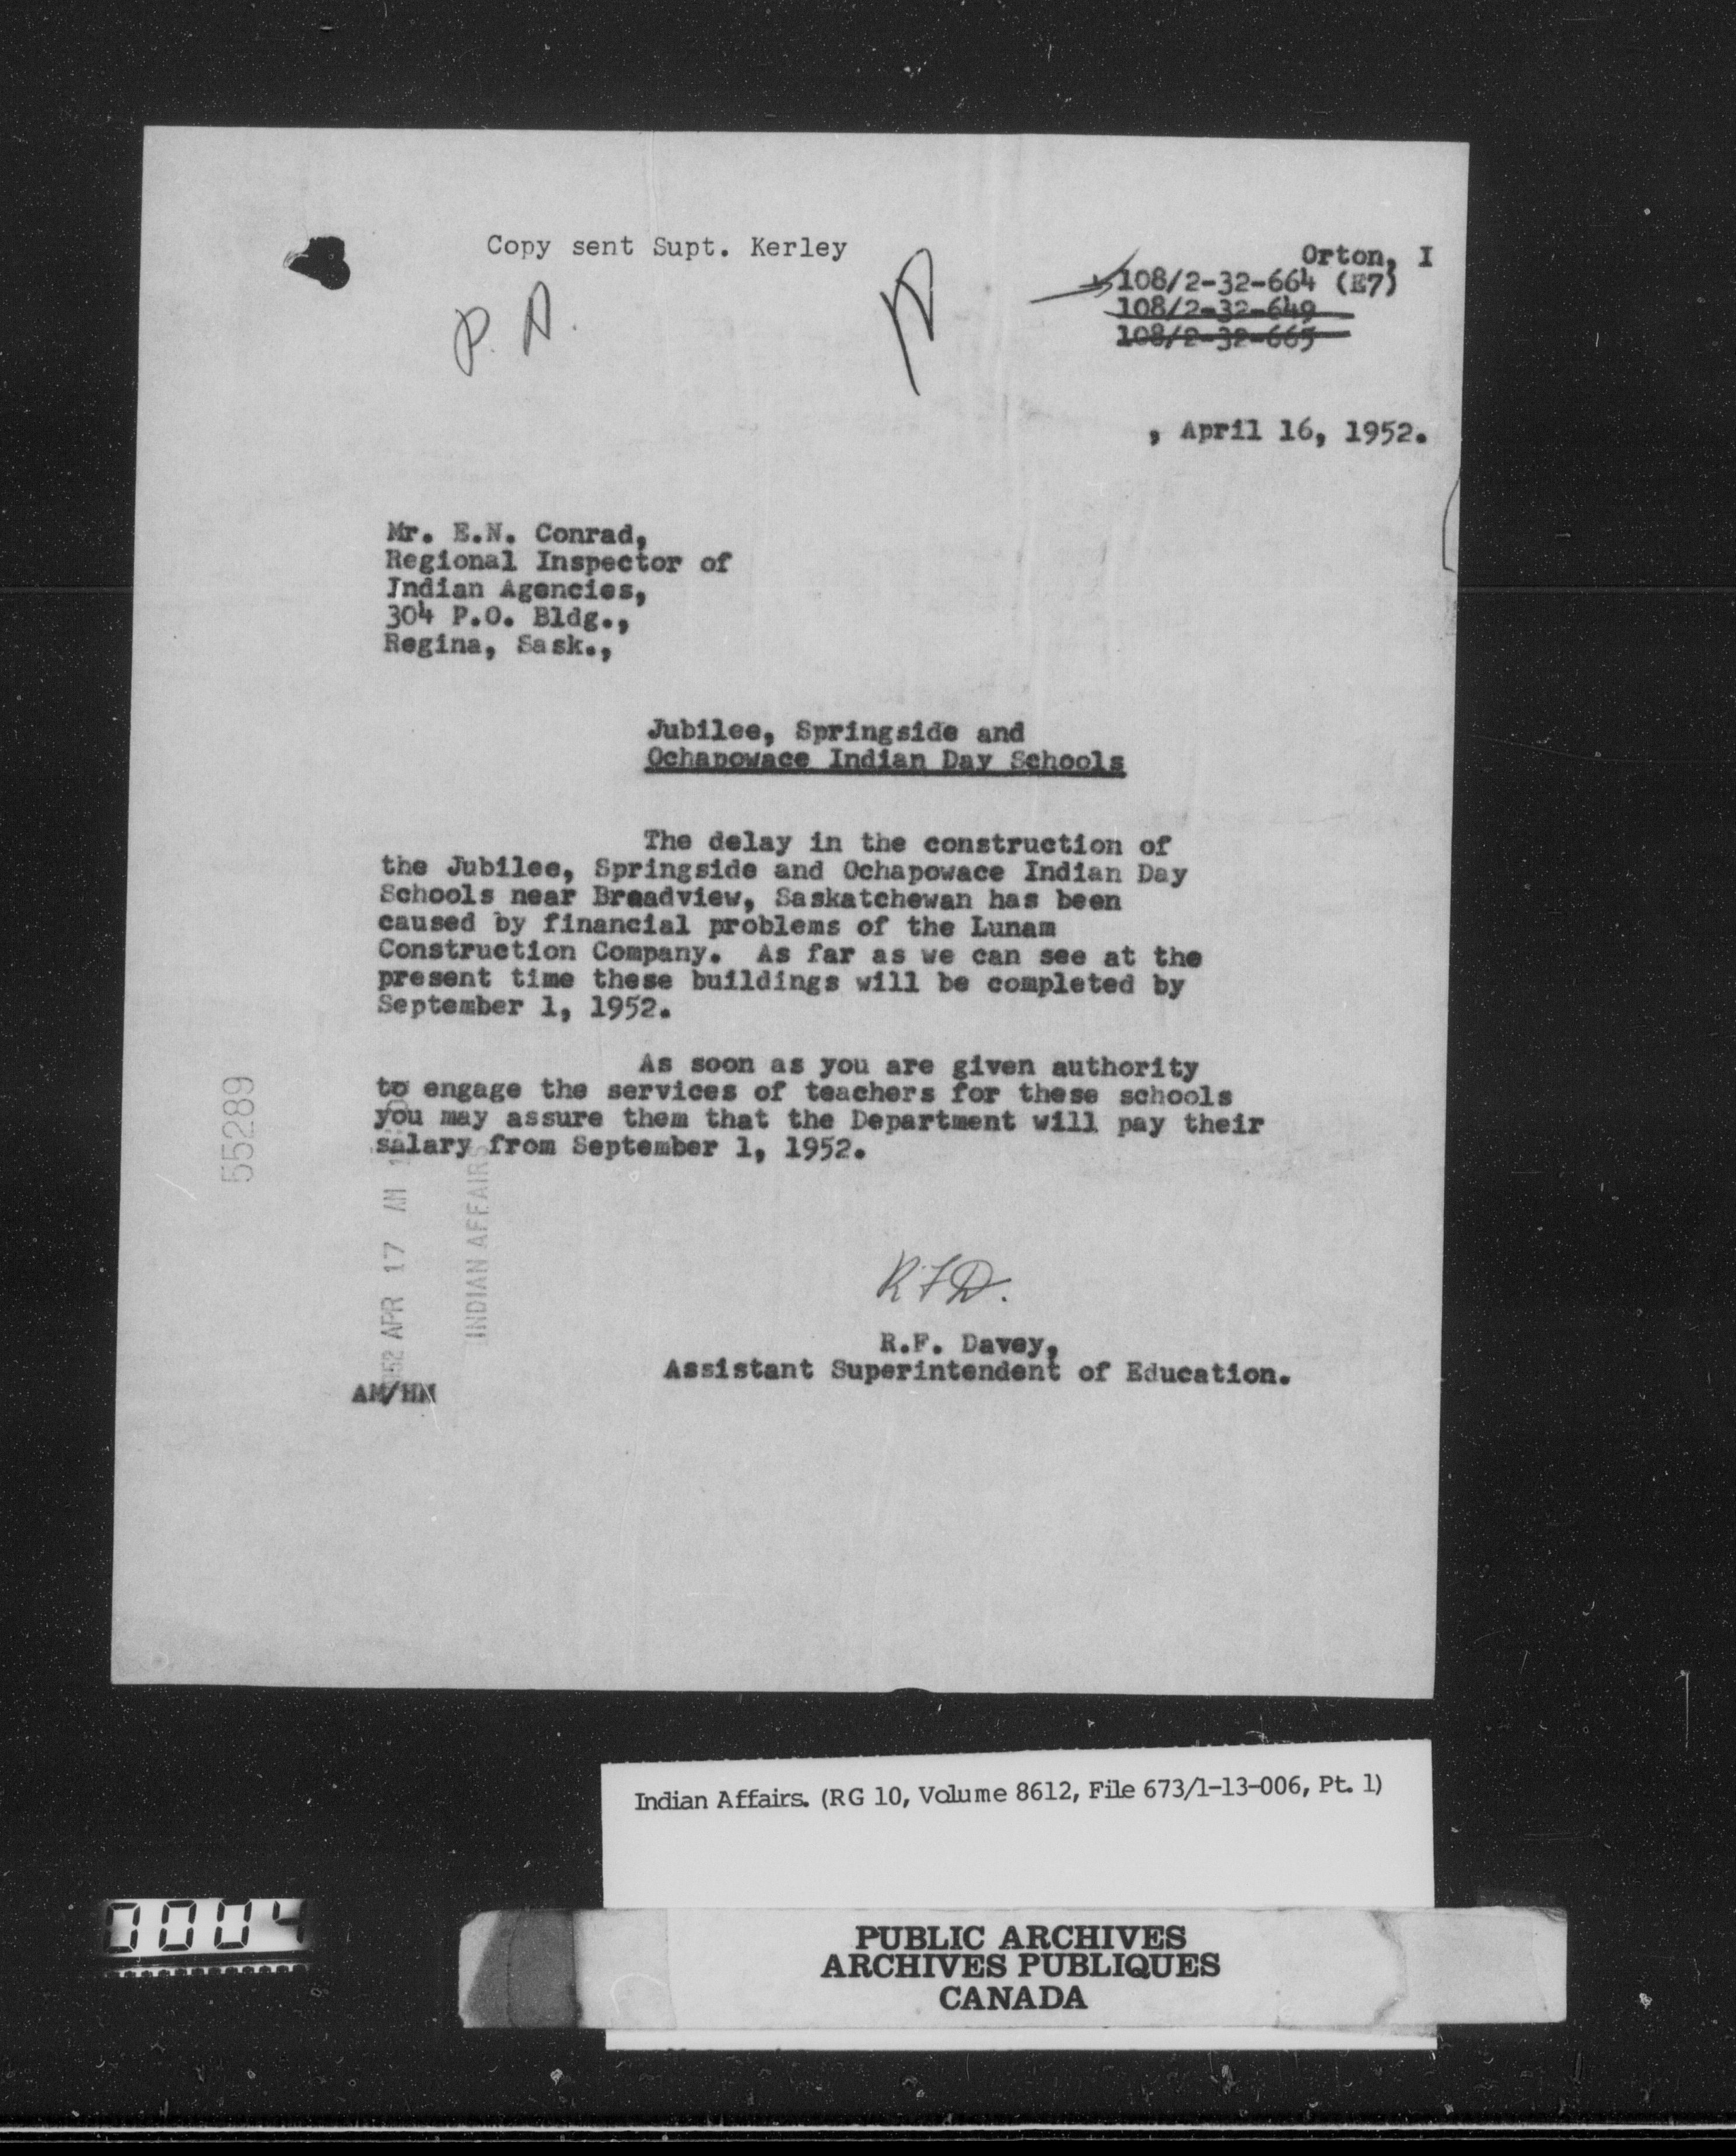 Copy sent Supt. Kerley
P. A.
Orton, I
108/2-32-664 (E7)
108/2-32-649
108/2-32-665
, April 16, 1952.
Mr. E.N. Conrad,
Regional Inspector of
Indian Agencies,
304 P.O. Bldg.,
Regina, Sask.,
Jubilee, Springside and
Ochapowace Indian Day Schools
The delay in the construction of
the Jubilee, Springside and Ochapowace Indian Day
Schools near Broadview, Saskatchewan has been
caused by financial problems of the Lunam
Construction Company. As far as we can see at the
present time these buildings will be completed by
September 1, 1952.
As soon as you are given authority
to engage the services of teachers for these schools
you may assure them that the Department will pay their
salary from September 1, 1952.
55289
1952 APR 17 AM
INDIAN AFFAIRS
R F D.
R.F. Davey,
Assistant Superintendent of Education.
AM/HN
Indian Affairs. (RG 10, Volume 8612, File 673/1-13-006, Pt. 1)
0004
PUBLIC ARCHIVES
ARCHIVES PUBLIQUES
CANADA